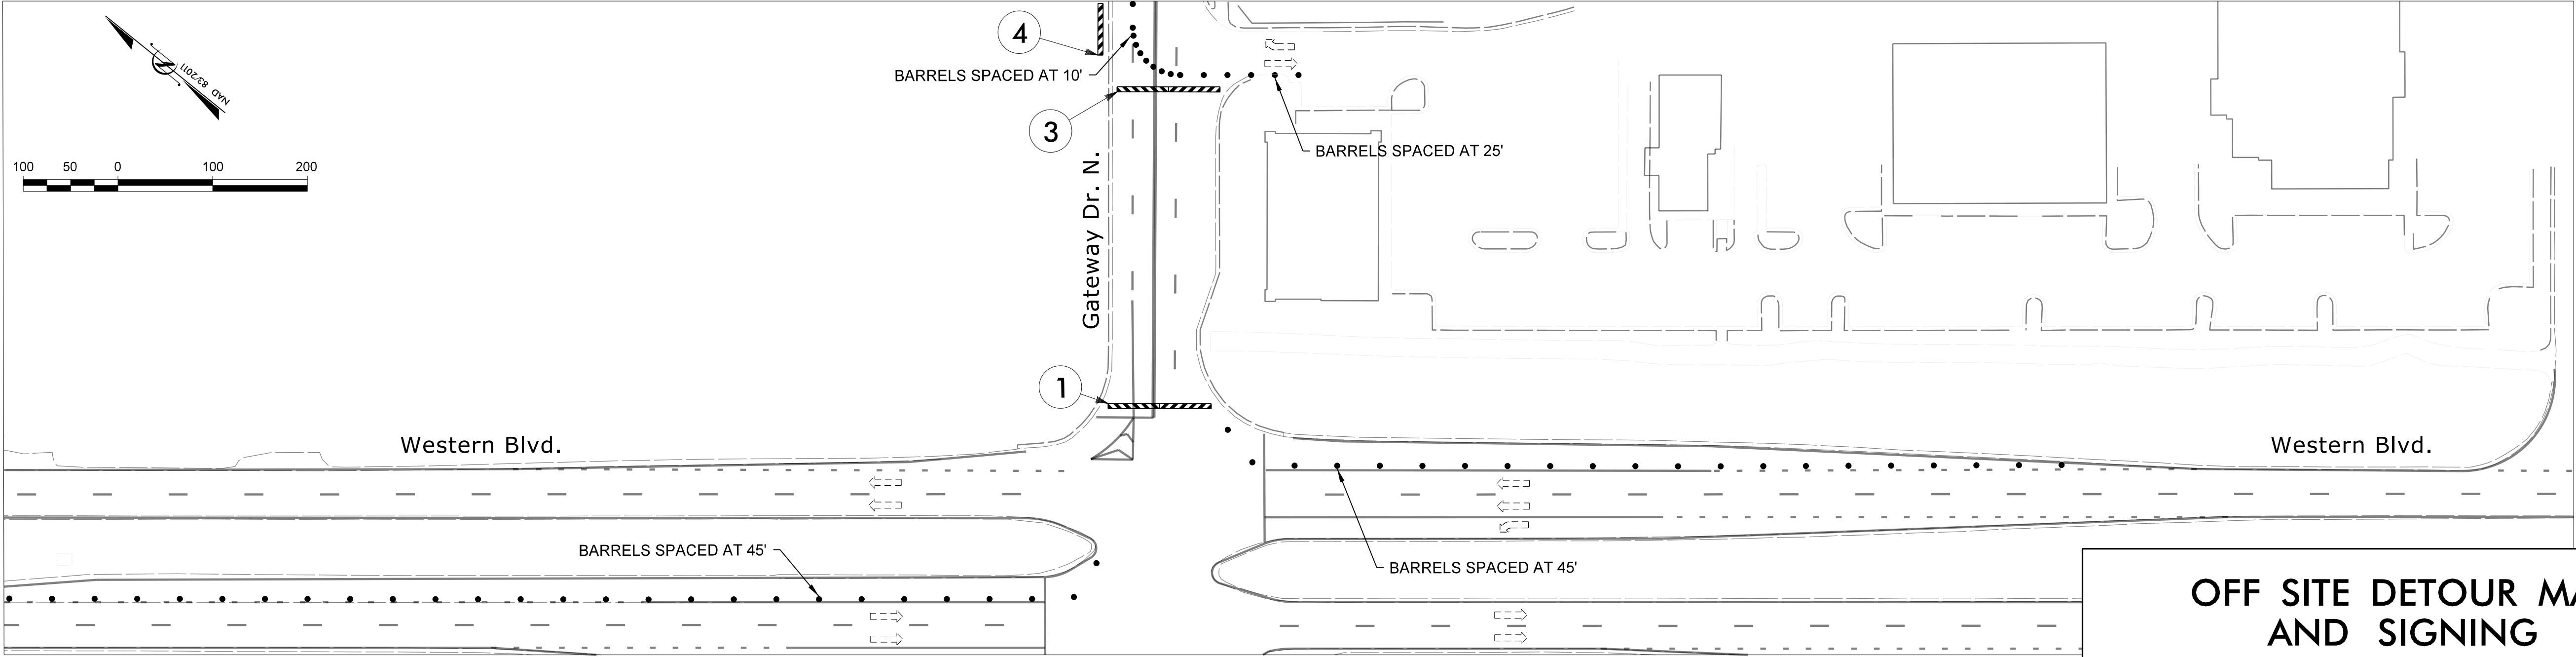 4
BARRELS SPACED AT 10'
NAD 83/2011
3
BARRELS SPACED AT 25'
100 50 0 100 200
Gateway Dr. N.
1
Western Blvd.
Western Blvd.
BARRELS SPACED AT 45'
BARRELS SPACED AT 45'
OFF SITE DETOUR
AND SIGNING